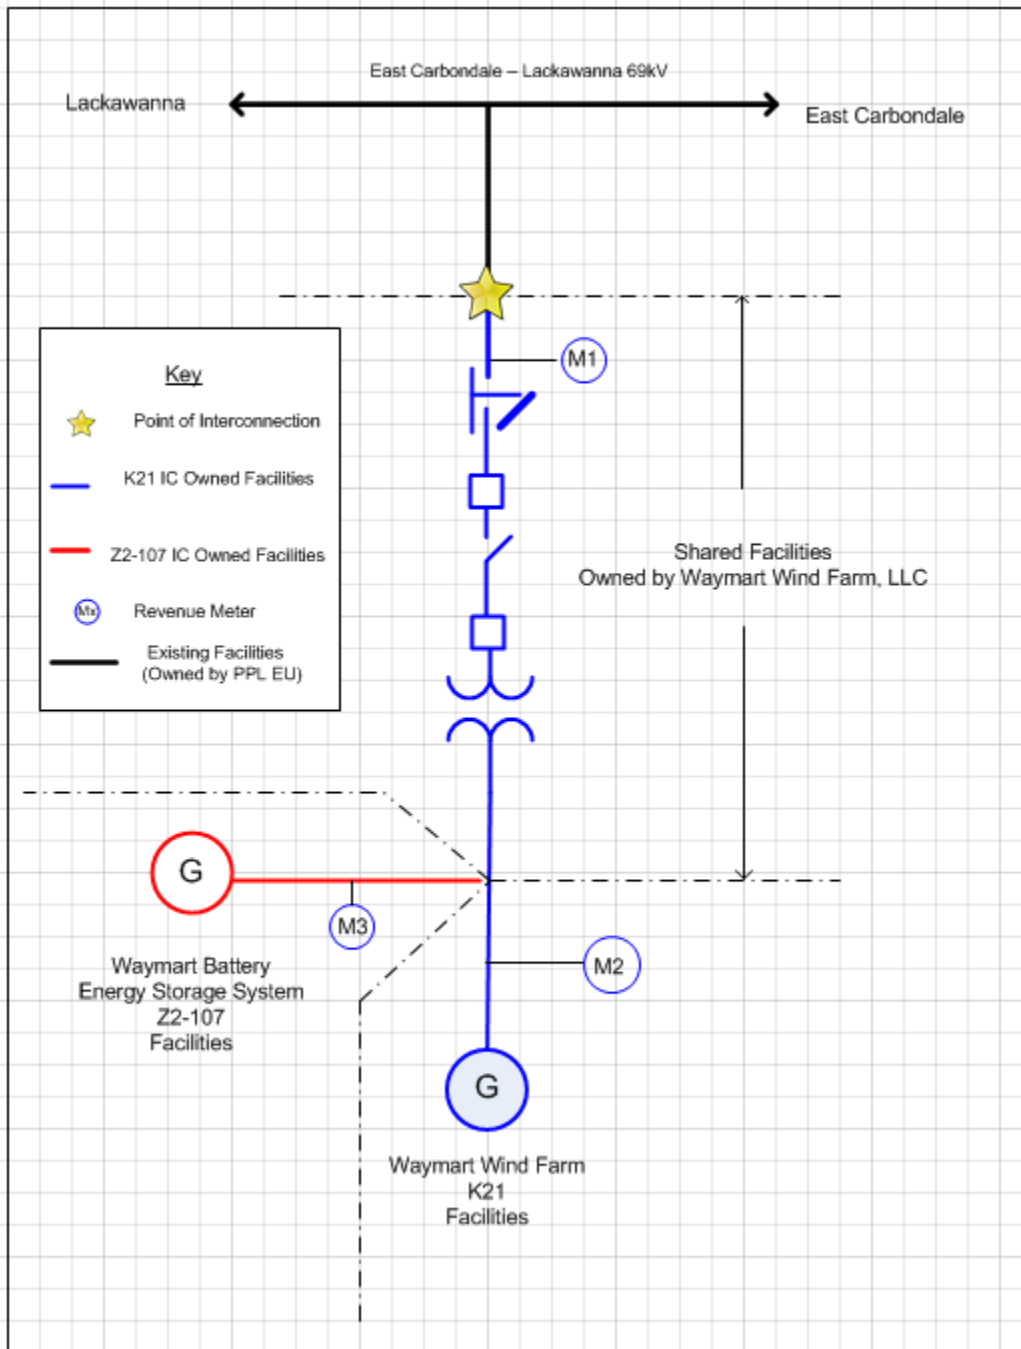 East Carbondale – Lackawanna 69kV
Lackawanna
East Carbondale
M1
Key
Point of Interconnection
K21 IC Owned Facilities
Z2-107 IC Owned Facilities
Mx
Revenue Meter
Existing Facilities
(Owned by PPL EU)
Shared Facilities
Owned by Waymart Wind Farm, LLC
G
M3
Waymart Battery
Energy Storage System
Z2-107
Facilities
M2
G
Waymart Wind Farm
K21
Facilities